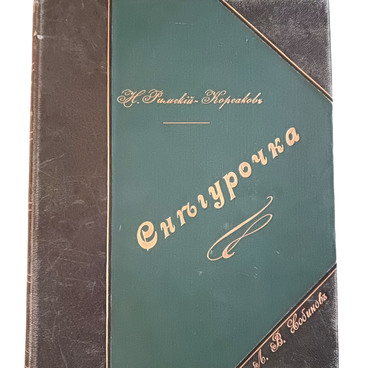 Н. Римскій-Корсаковъ
Снѣгурочка
Л. В. Собиновъ